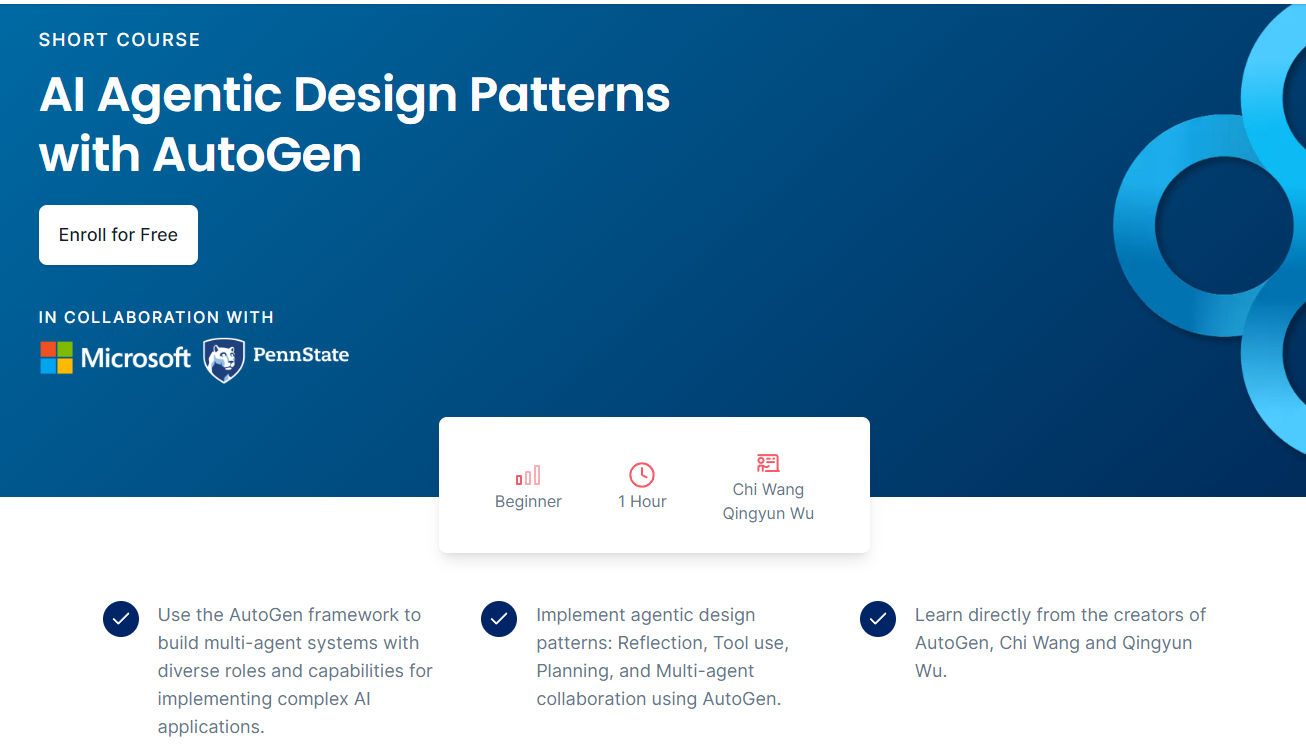 SHORT COURSE
AI Agentic Design Patterns
with AutoGen
Enroll for Free
IN COLLABORATION WITH
Microsoft PennState
Beginner
1 Hour
Chi Wang
Qingyun Wu
Use the AutoGen framework to
build multi-agent systems with
diverse roles and capabilities for
implementing complex AI
applications.
Implement agentic design
patterns: Reflection, Tool use,
Planning, and Multi-agent
collaboration using AutoGen.
Learn directly from the creators of
AutoGen, Chi Wang and Qingyun
Wu.